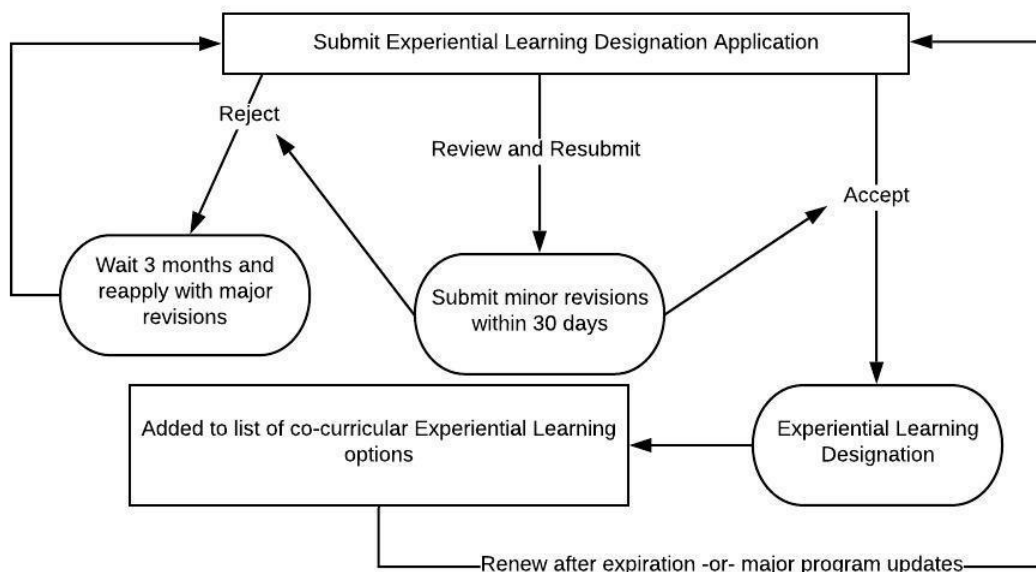 Submit Experiential Learning Designation Application
Reject
Review and Resubmit
Accept
Wait 3 months and
reapply with major
revisions
Submit minor revisions
within 30 days
Added to list of co-curricular Experiential Learning
options
Experiential Learning
Designation
Renew after expiration -or- major program updates